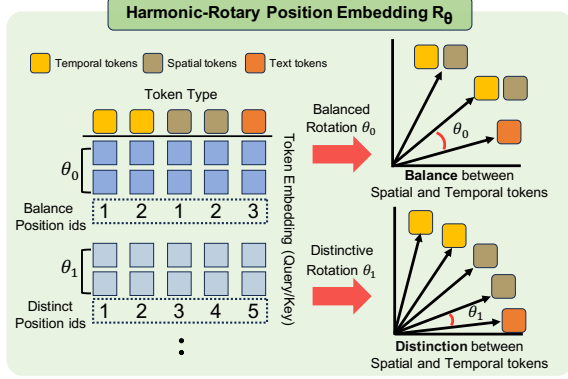 Harmonic-Rotary Position Embedding Rθ
Temporal tokens
Spatial tokens
Text tokens
Token Type
θ0
Balance
Position ids
1 2 1 2 3
θ1
Distinct
Position ids
1 2 3 4 5
Token Embedding (Query/Key)
Balanced
Rotation θ0
Distinctive
Rotation θ1
θ0
Balance between
Spatial and Temporal tokens
θ1
Distinction between
Spatial and Temporal tokens